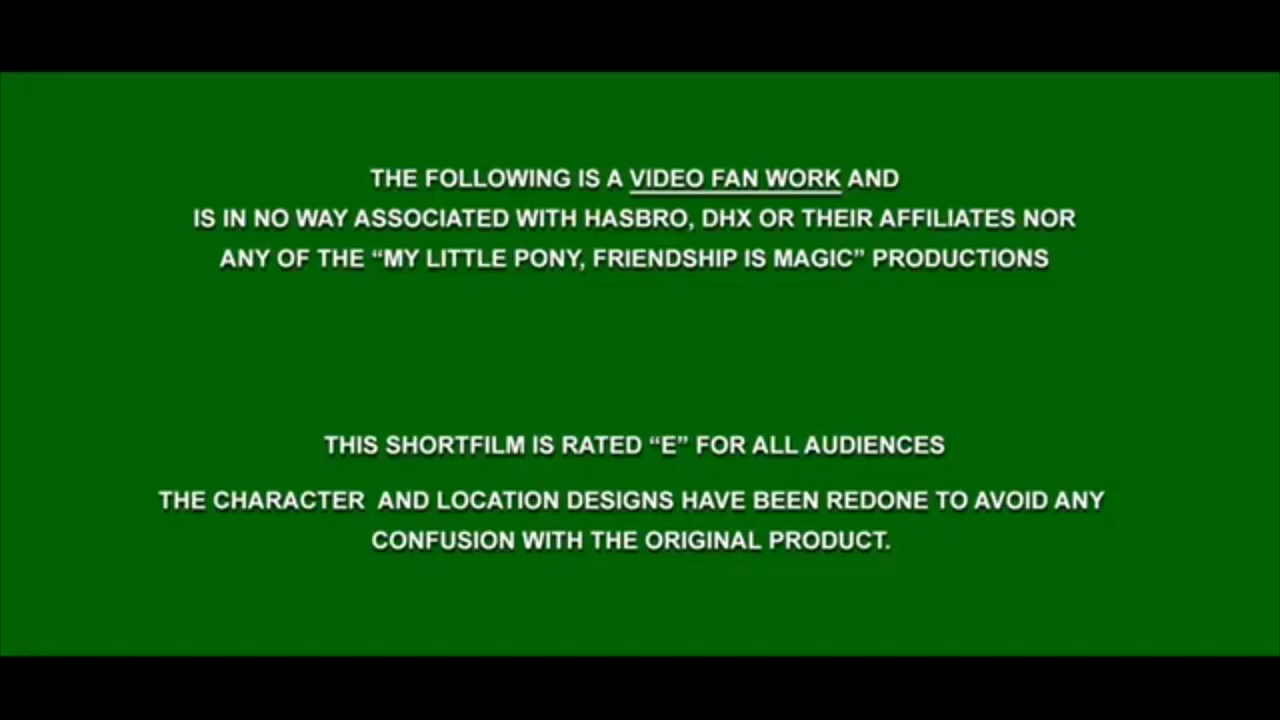 THE FOLLOWING IS A VIDEO FAN WORK AND
IS IN NO WAY ASSOCIATED WITH HASBRO, DHX OR THEIR AFFILIATES NOR
ANY OF THE “MY LITTLE PONY, FRIENDSHIP IS MAGIC” PRODUCTIONS
THIS SHORTFILM IS RATED “E” FOR ALL AUDIENCES
THE CHARACTER  AND LOCATION DESIGNS HAVE BEEN REDONE TO AVOID ANY
CONFUSION WITH THE ORIGINAL PRODUCT.